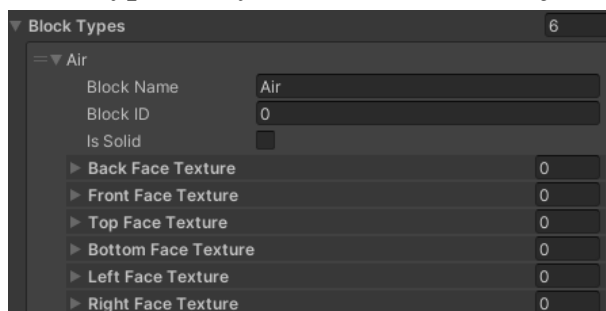 Block Types 6
Air
Block Name Air
Block ID 0
Is Solid
Back Face Texture 0
Front Face Texture 0
Top Face Texture 0
Bottom Face Texture 0
Left Face Texture 0
Right Face Texture 0